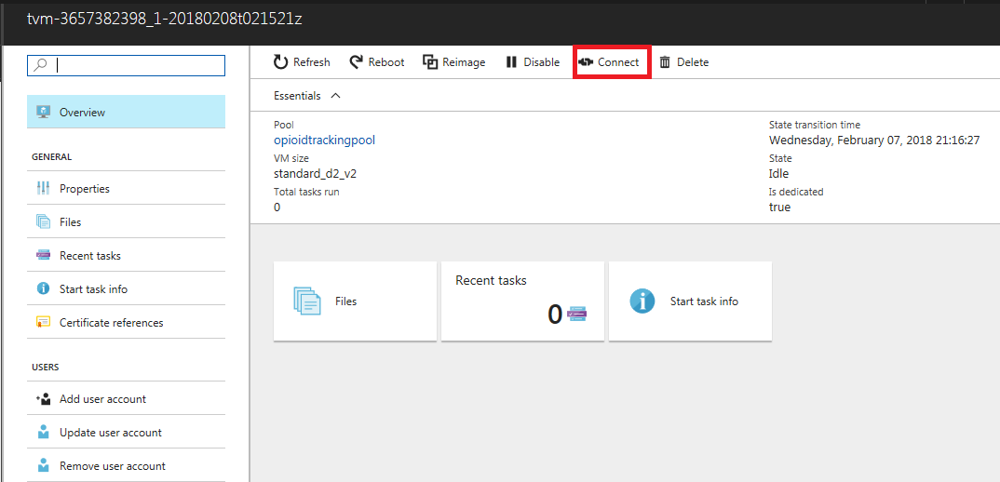 tvm-3657382398_1-20180208t021521z
Refresh Reboot Reimage Disable Connect Delete
Overview
GENERAL
Properties
Files
Recent tasks
Start task info
Certificate references
USERS
Add user account
Update user account
Remove user account
Essentials
Pool
opioidtrackingpool
VM size
standard_d2_v2
Total tasks run
0
State transition time
Wednesday, February 07, 2018 21:16:27
State
Idle
Is dedicated
true
Files
Recent tasks
0
Start task info